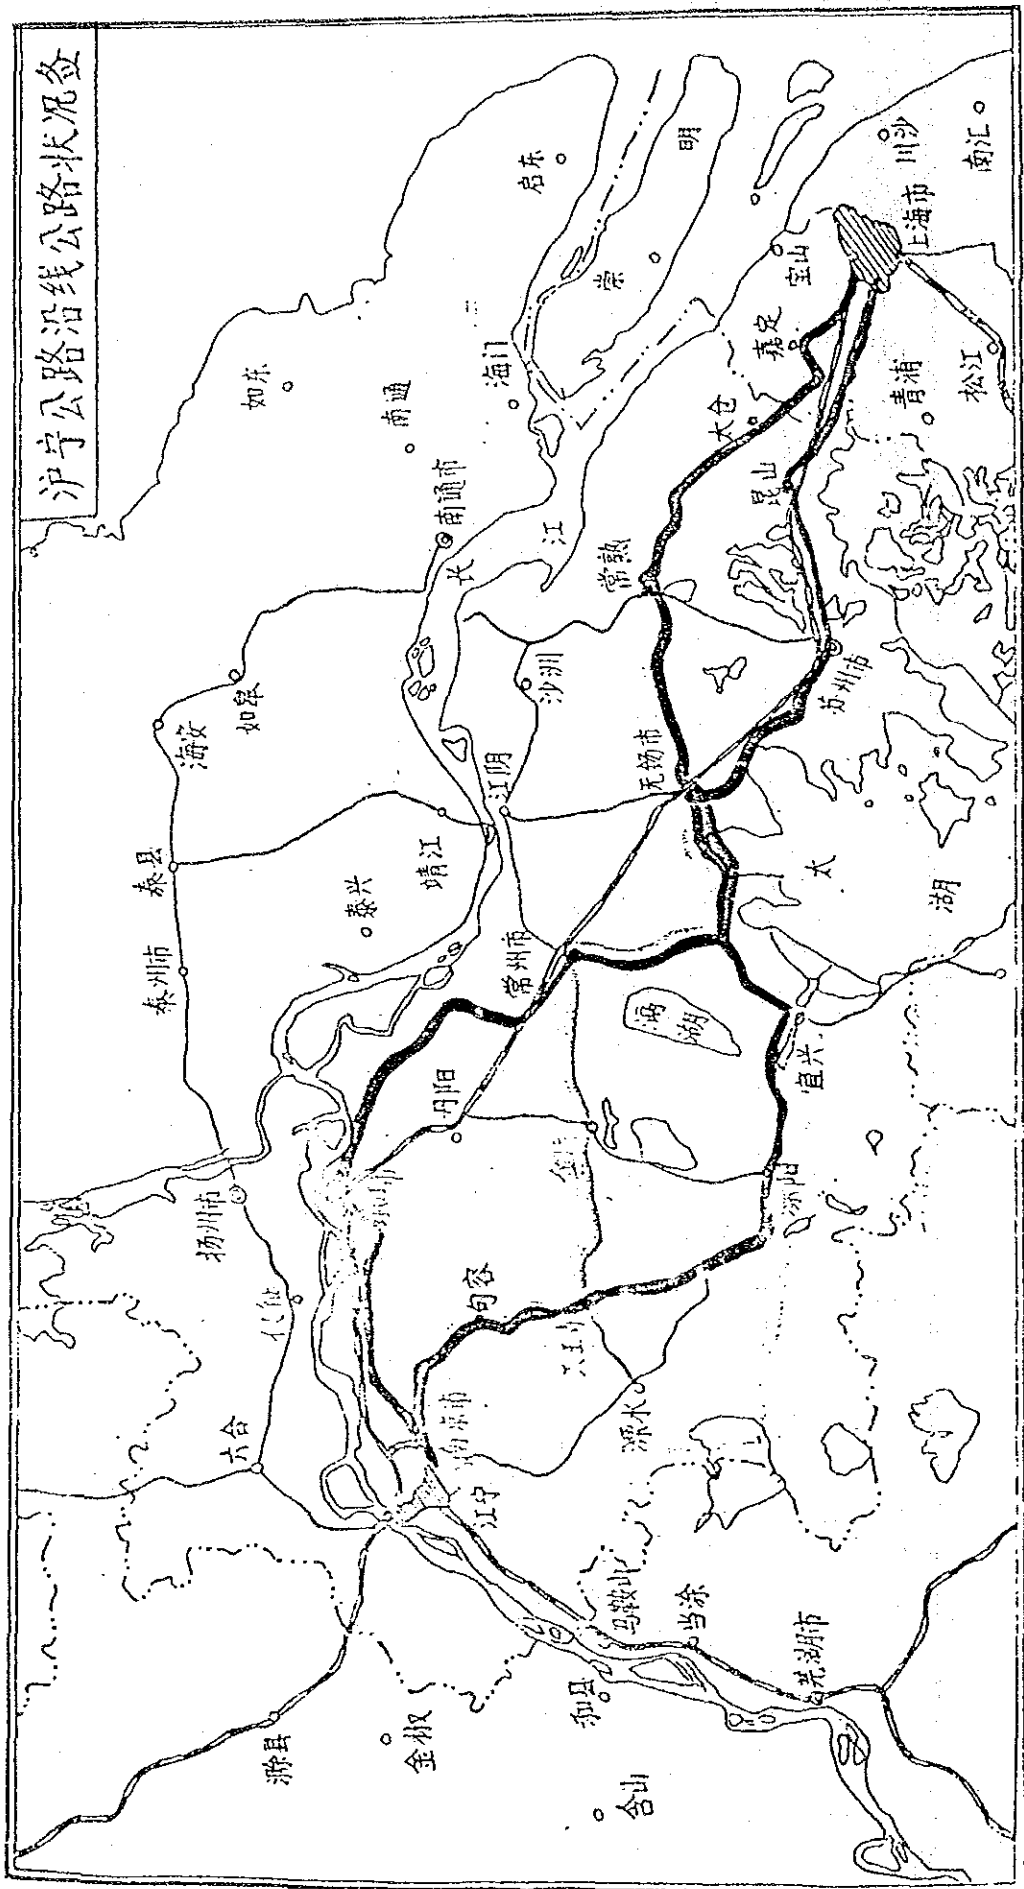 沪宁公路沿线公路状况图
启东
崇
明
如东
南通
海门
宝山
上海市
川沙
南汇
嘉定
太仓
青浦
松江
南通市
长
江
常熟
昆山
如皋
海安
沙洲
苏州市
江阴
无锡市
泰县
靖江
泰兴
太
湖
泰州市
常州市
滆
湖
丹阳
宜兴
扬州市
溧阳
句容
六合
南京市
溧水
江宁
马鞍山
当涂
芜湖市
和县
滁县
金椒
含山